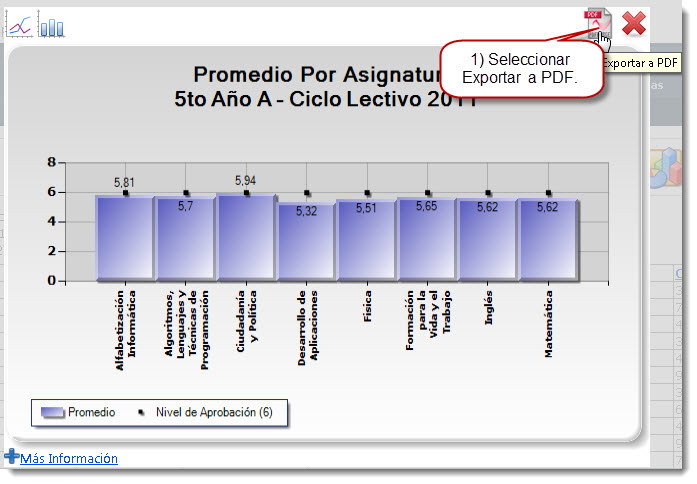 PDF
1) Seleccionar
Exportar a PDF.
Exportar a PDF
as
Promedio Por Asignatu
5to Año A - Ciclo Lectivo 2011
8
6
4
2
0
5,81
5,7
5,94
5,32
5,51
5,65
5,62
5,62
Alfabetización
Informática
Algoritmos,
Lenguajes y
Técnicas de
Programación
Ciudadanía
y Política
Desarrollo de
Aplicaciones
Física
Formación
para la
vida y el
Trabajo
Inglés
Matemática
Promedio
Nivel de Aprobación (6)
Más Información